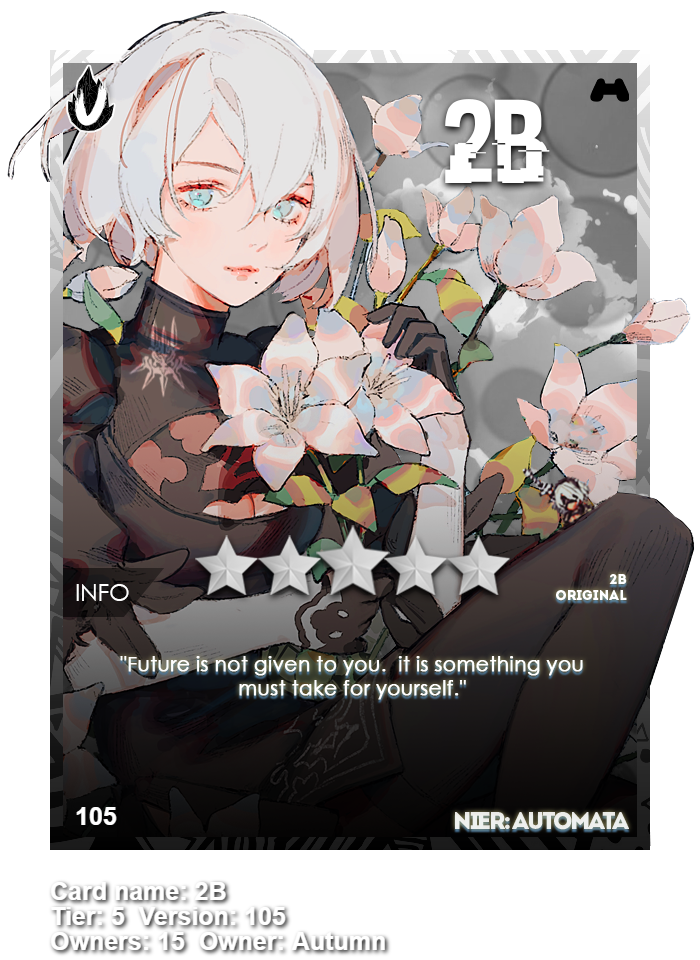 2B
INFO
2B
ORIGINAL
"Future is not given to you.  it is something you
must take for yourself."
105
NIER: AUTOMATA
Card name: 2B
Tier: 5  Version: 105
Owners: 15  Owner: Autumn